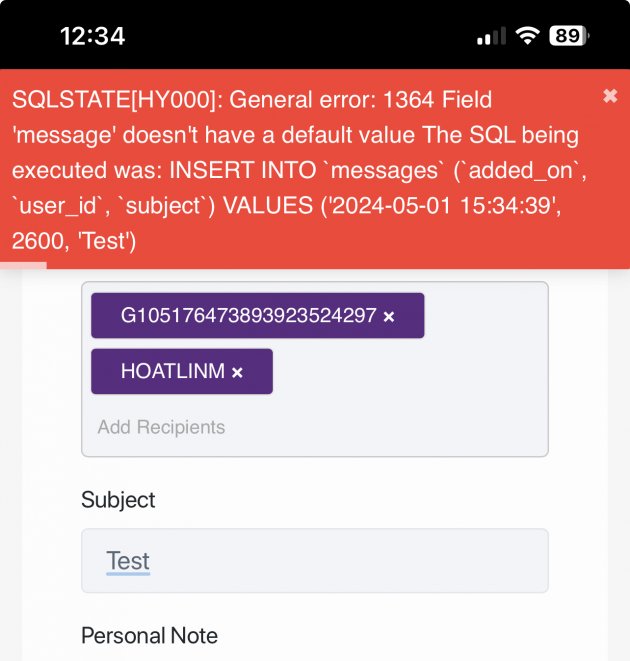 12:34
89
SQLSTATE[HY000]: General error: 1364 Field
'message' doesn't have a default value The SQL being
executed was: INSERT INTO `messages` (`added_on`,
`user_id`, `subject`) VALUES ('2024-05-01 15:34:39',
2600, 'Test')
G105176473893923524297 ×
HOATLINM ×
Add Recipients
Subject
Test
Personal Note